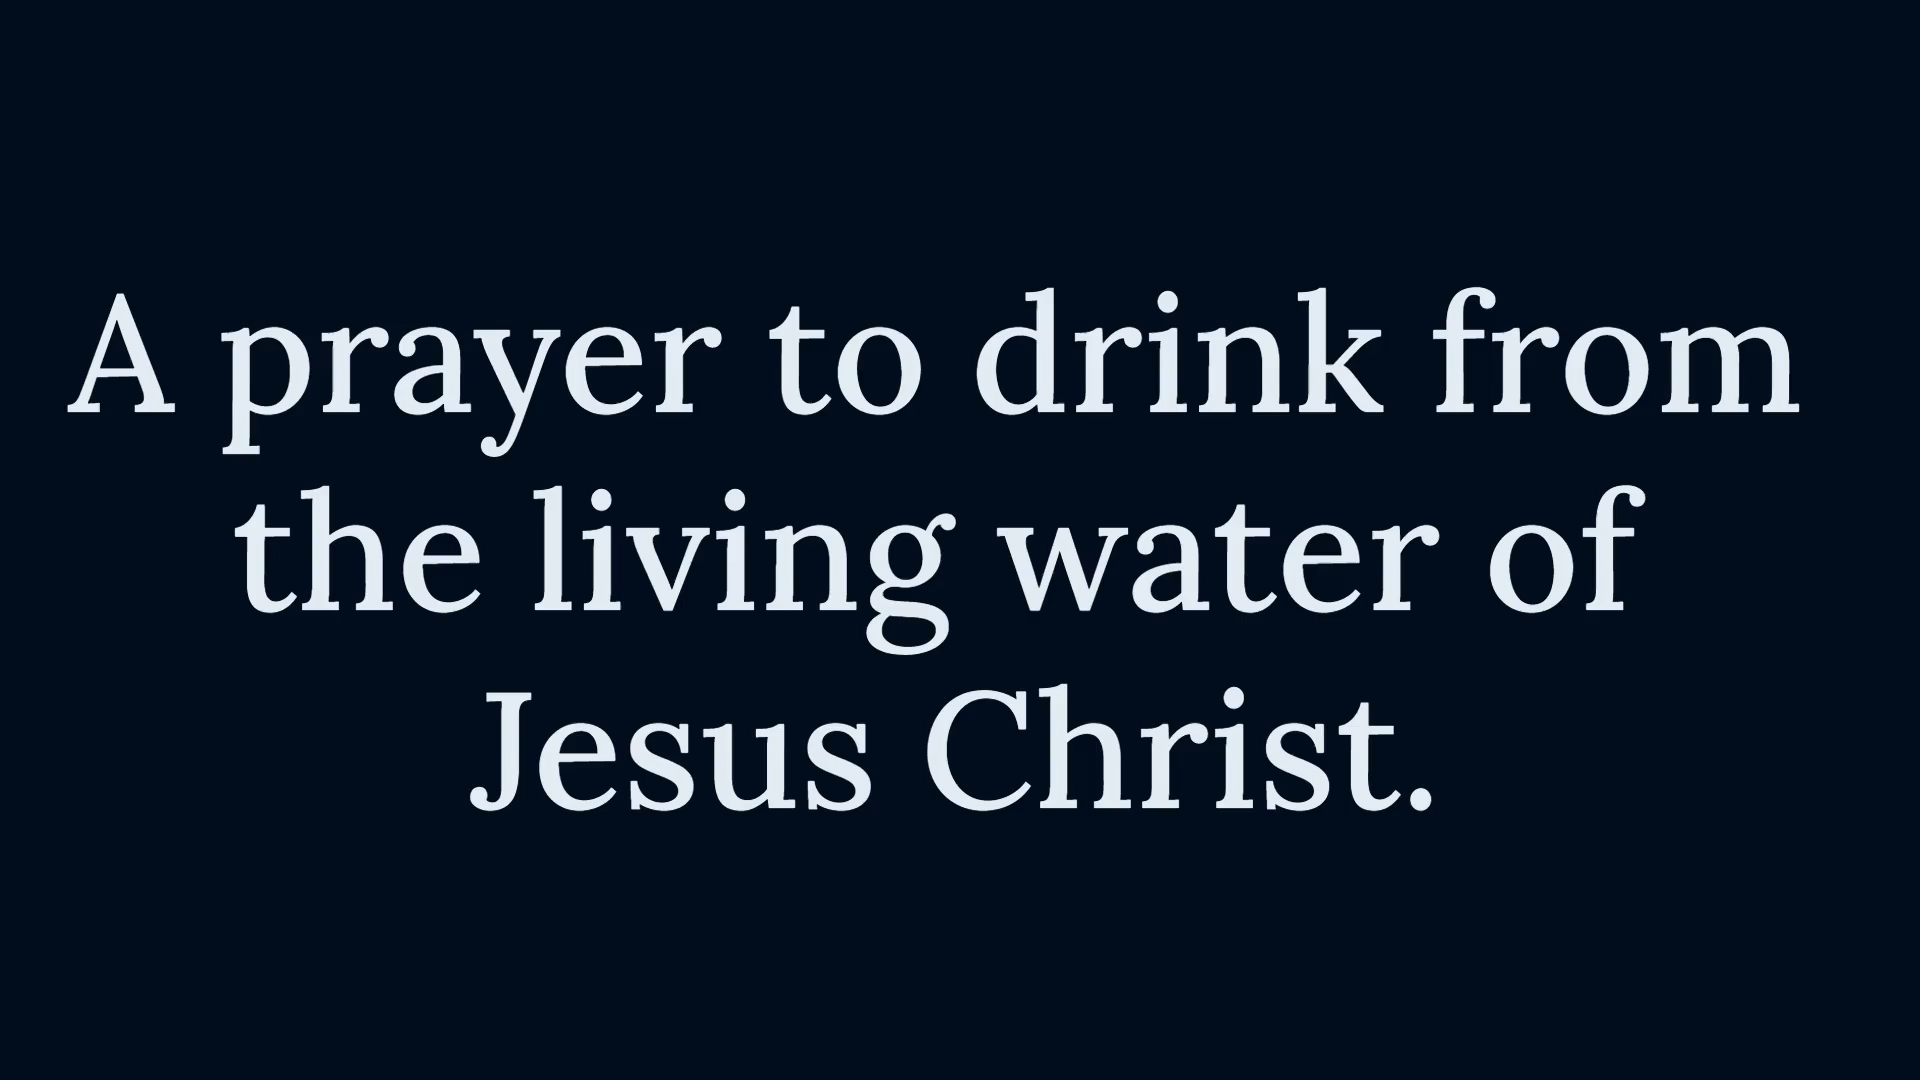 A prayer to drink from
the living water of
Jesus Christ.